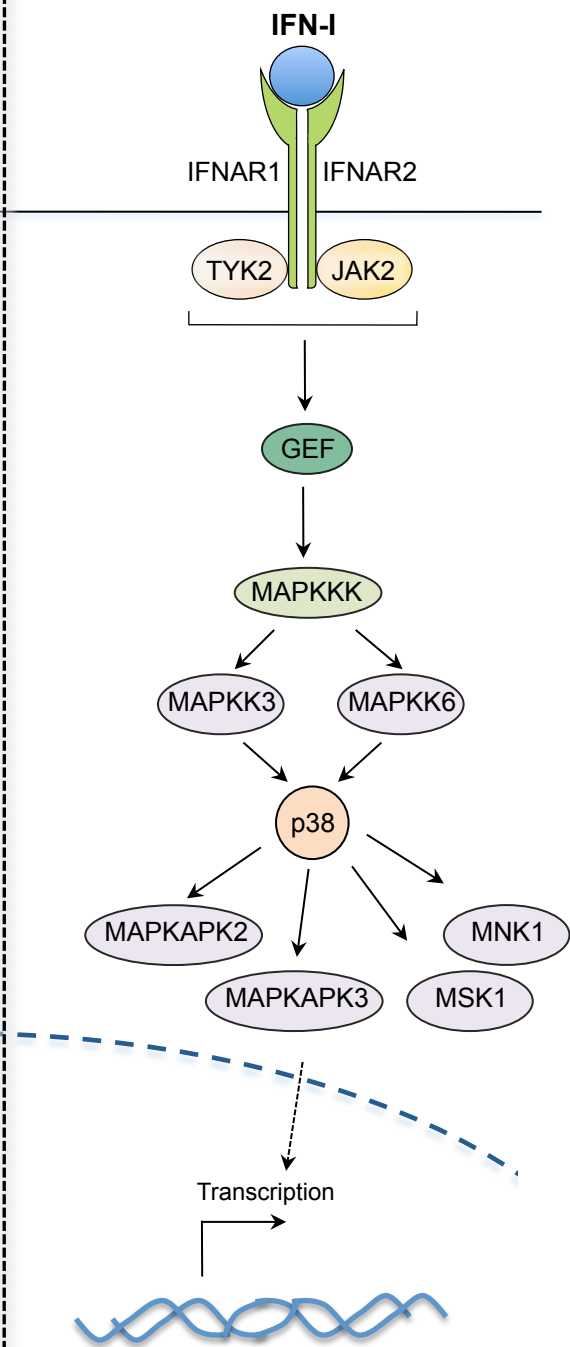 IFN-I
IFNAR1 IFNAR2
TYK2 JAK2
GEF
MAPKKK
MAPKK3 MAPKK6
p38
MAPKAPK2 MNK1
MAPKAPK3 MSK1
Transcription